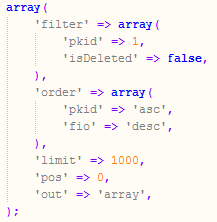 array(
    'filter' => array(
        'pkid' => 1,
        'isDeleted' => false,
    ),
    'order' => array(
        'pkid' => 'asc',
        'fio' => 'desc',
    ),
    'limit' => 1000,
    'pos' => 0,
    'out' => 'array',
);